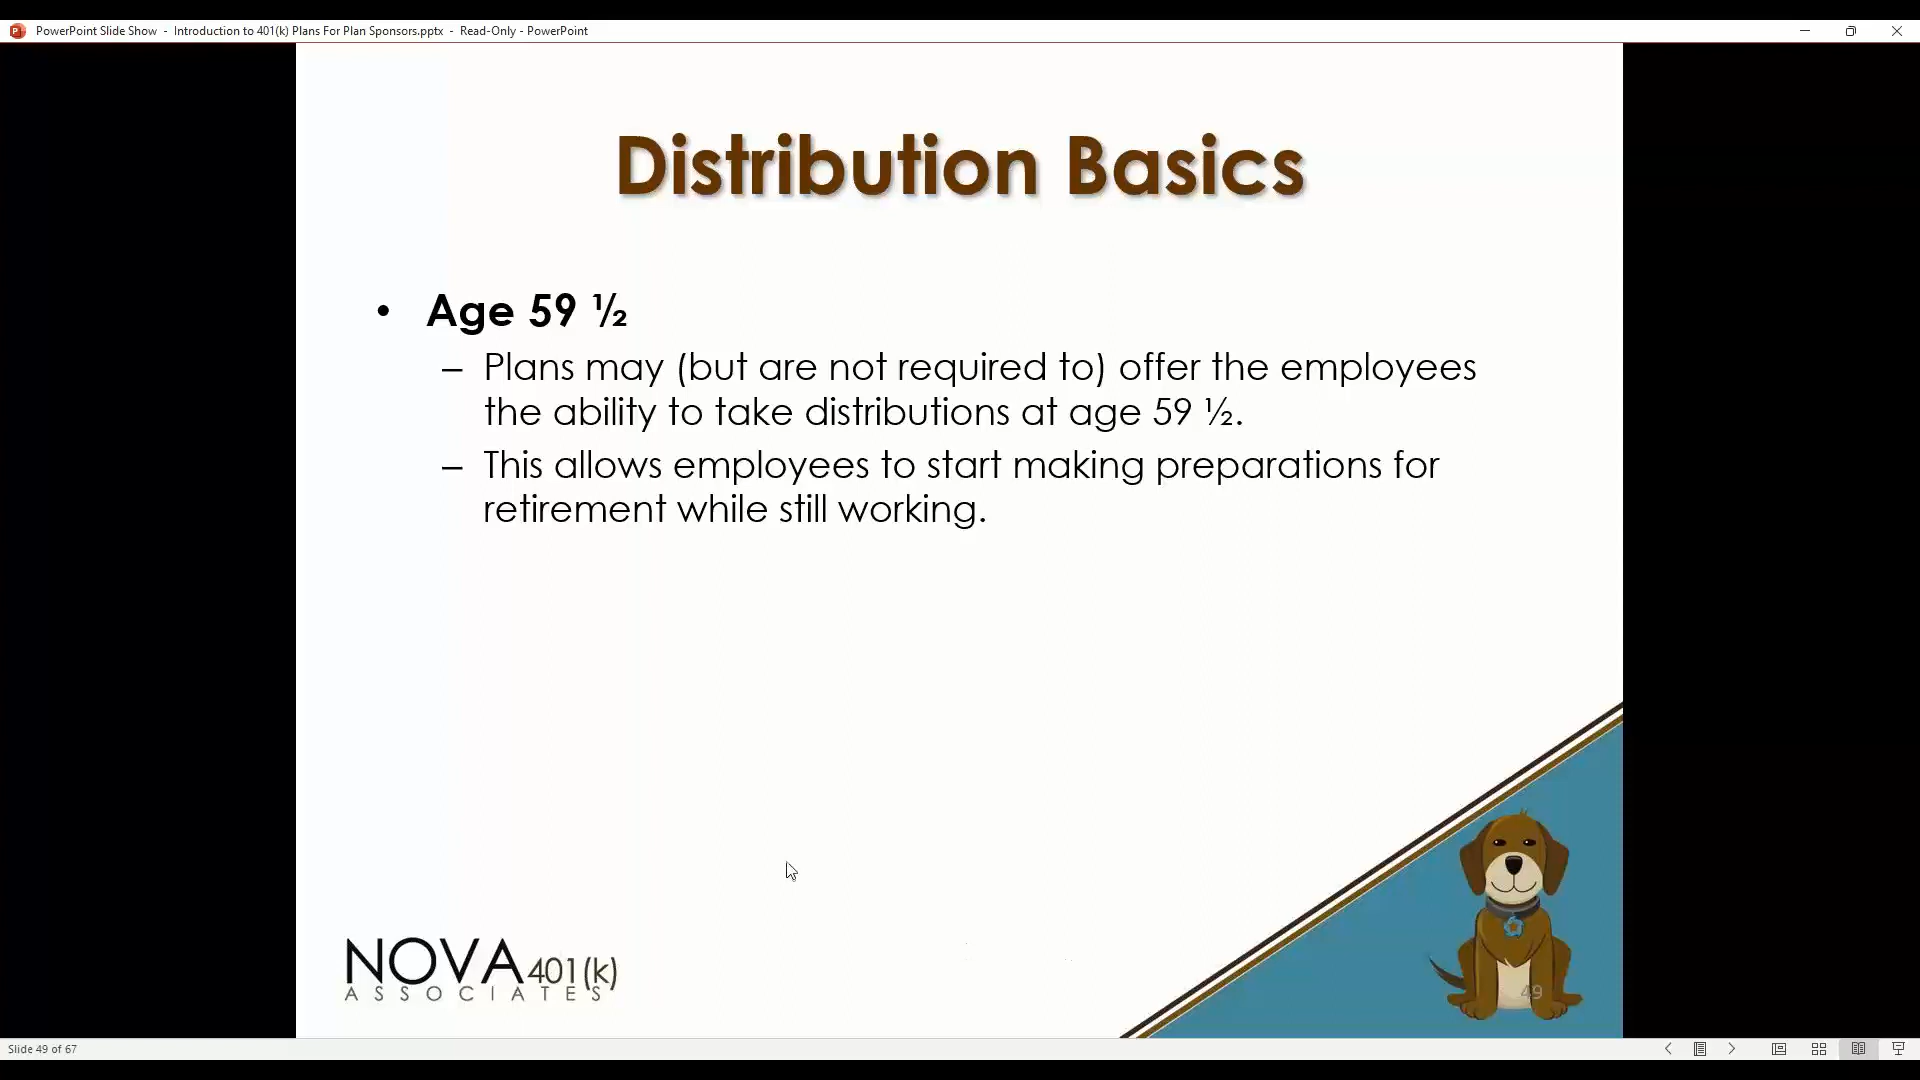 PowerPoint Slide Show - Introduction to 401(k) Plans For Plan Sponsors.pptx - Read-Only - PowerPoint
Distribution Basics
• Age 59 ½
– Plans may (but are not required to) offer the employees
the ability to take distributions at age 59 ½.
– This allows employees to start making preparations for
retirement while still working.
NOVA 401(k)
ASSOCIATES
49
Slide 49 of 67